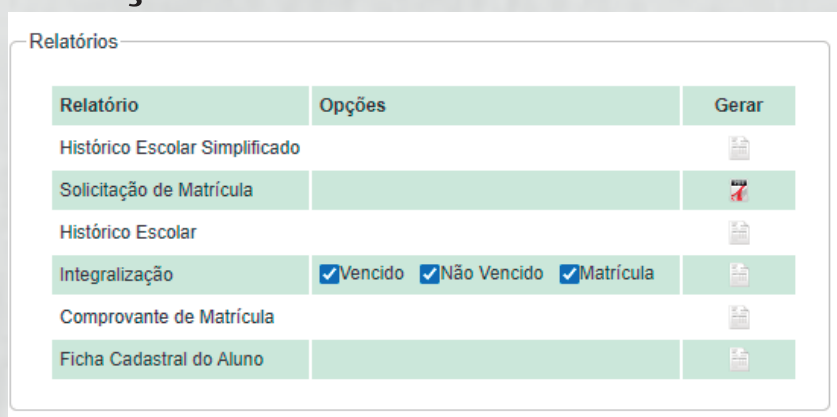 Relatórios
Relatório Opções Gerar
Histórico Escolar Simplificado
Solicitação de Matrícula
Histórico Escolar
Integralização Vencido Não Vencido Matrícula
Comprovante de Matrícula
Ficha Cadastral do Aluno